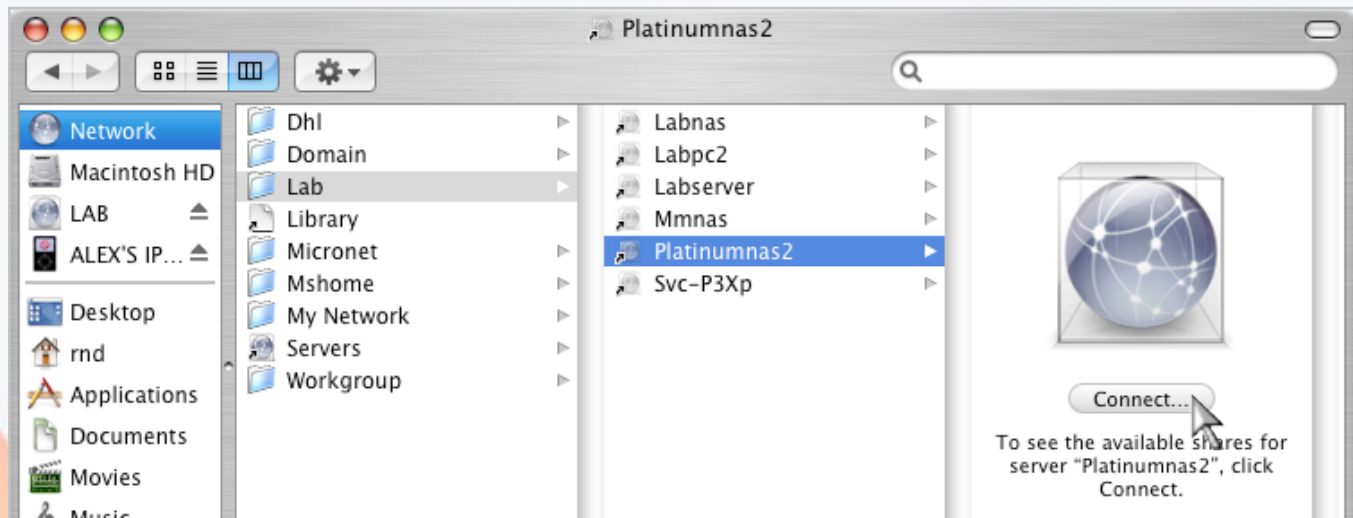 Platinumnas2
Network
Macintosh HD
LAB
ALEX'S IP...
Desktop
rnd
Applications
Documents
Movies
Music
Dhl
Domain
Lab
Library
Micronet
Mshome
My Network
Servers
Workgroup
Labnas
Labpc2
Labserver
Mmnas
Platinumnas2
Svc-P3Xp
Connect...
To see the available shares for
server "Platinumnas2", click
Connect.